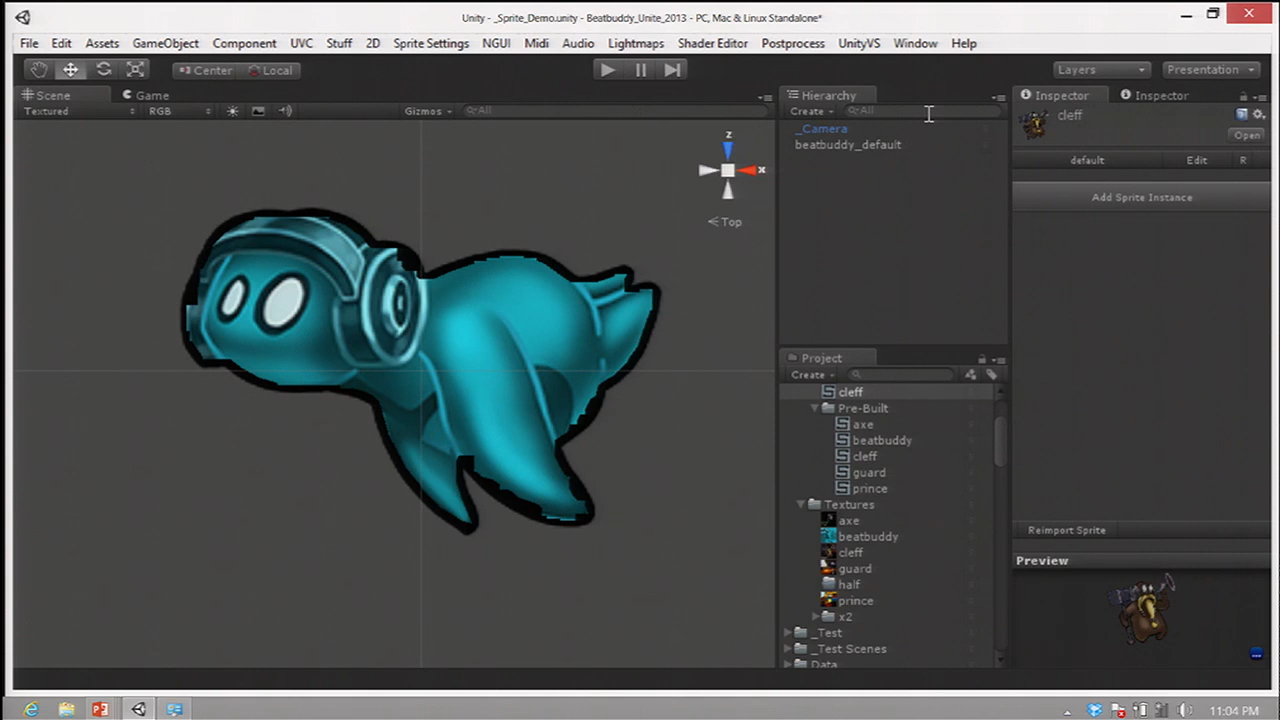 Unity - _Sprite_Demo.unity - Beatbuddy_Unite_2013 - PC, Mac & Linux Standalone*
File Edit Assets GameObject Component UVC Stuff 2D Sprite Settings NGUI Midi Audio Lightmaps Shader Editor Postprocess UnityVS Window Help
Center Local Layers Presentation
Scene Game Hierarchy Inspector Inspector
Textured RGB Gizmos All Create All cleff
Open
_Camera
beatbuddy_default
default Edit R
Add Sprite Instance
z
x
Top
Project
Create
cleff
Pre-Built
axe
beatbuddy
cleff
guard
prince
Textures
axe
beatbuddy
cleff
guard
half
prince
x2
_Test
_Test Scenes
Data
Reimport Sprite
Preview
11:04 PM